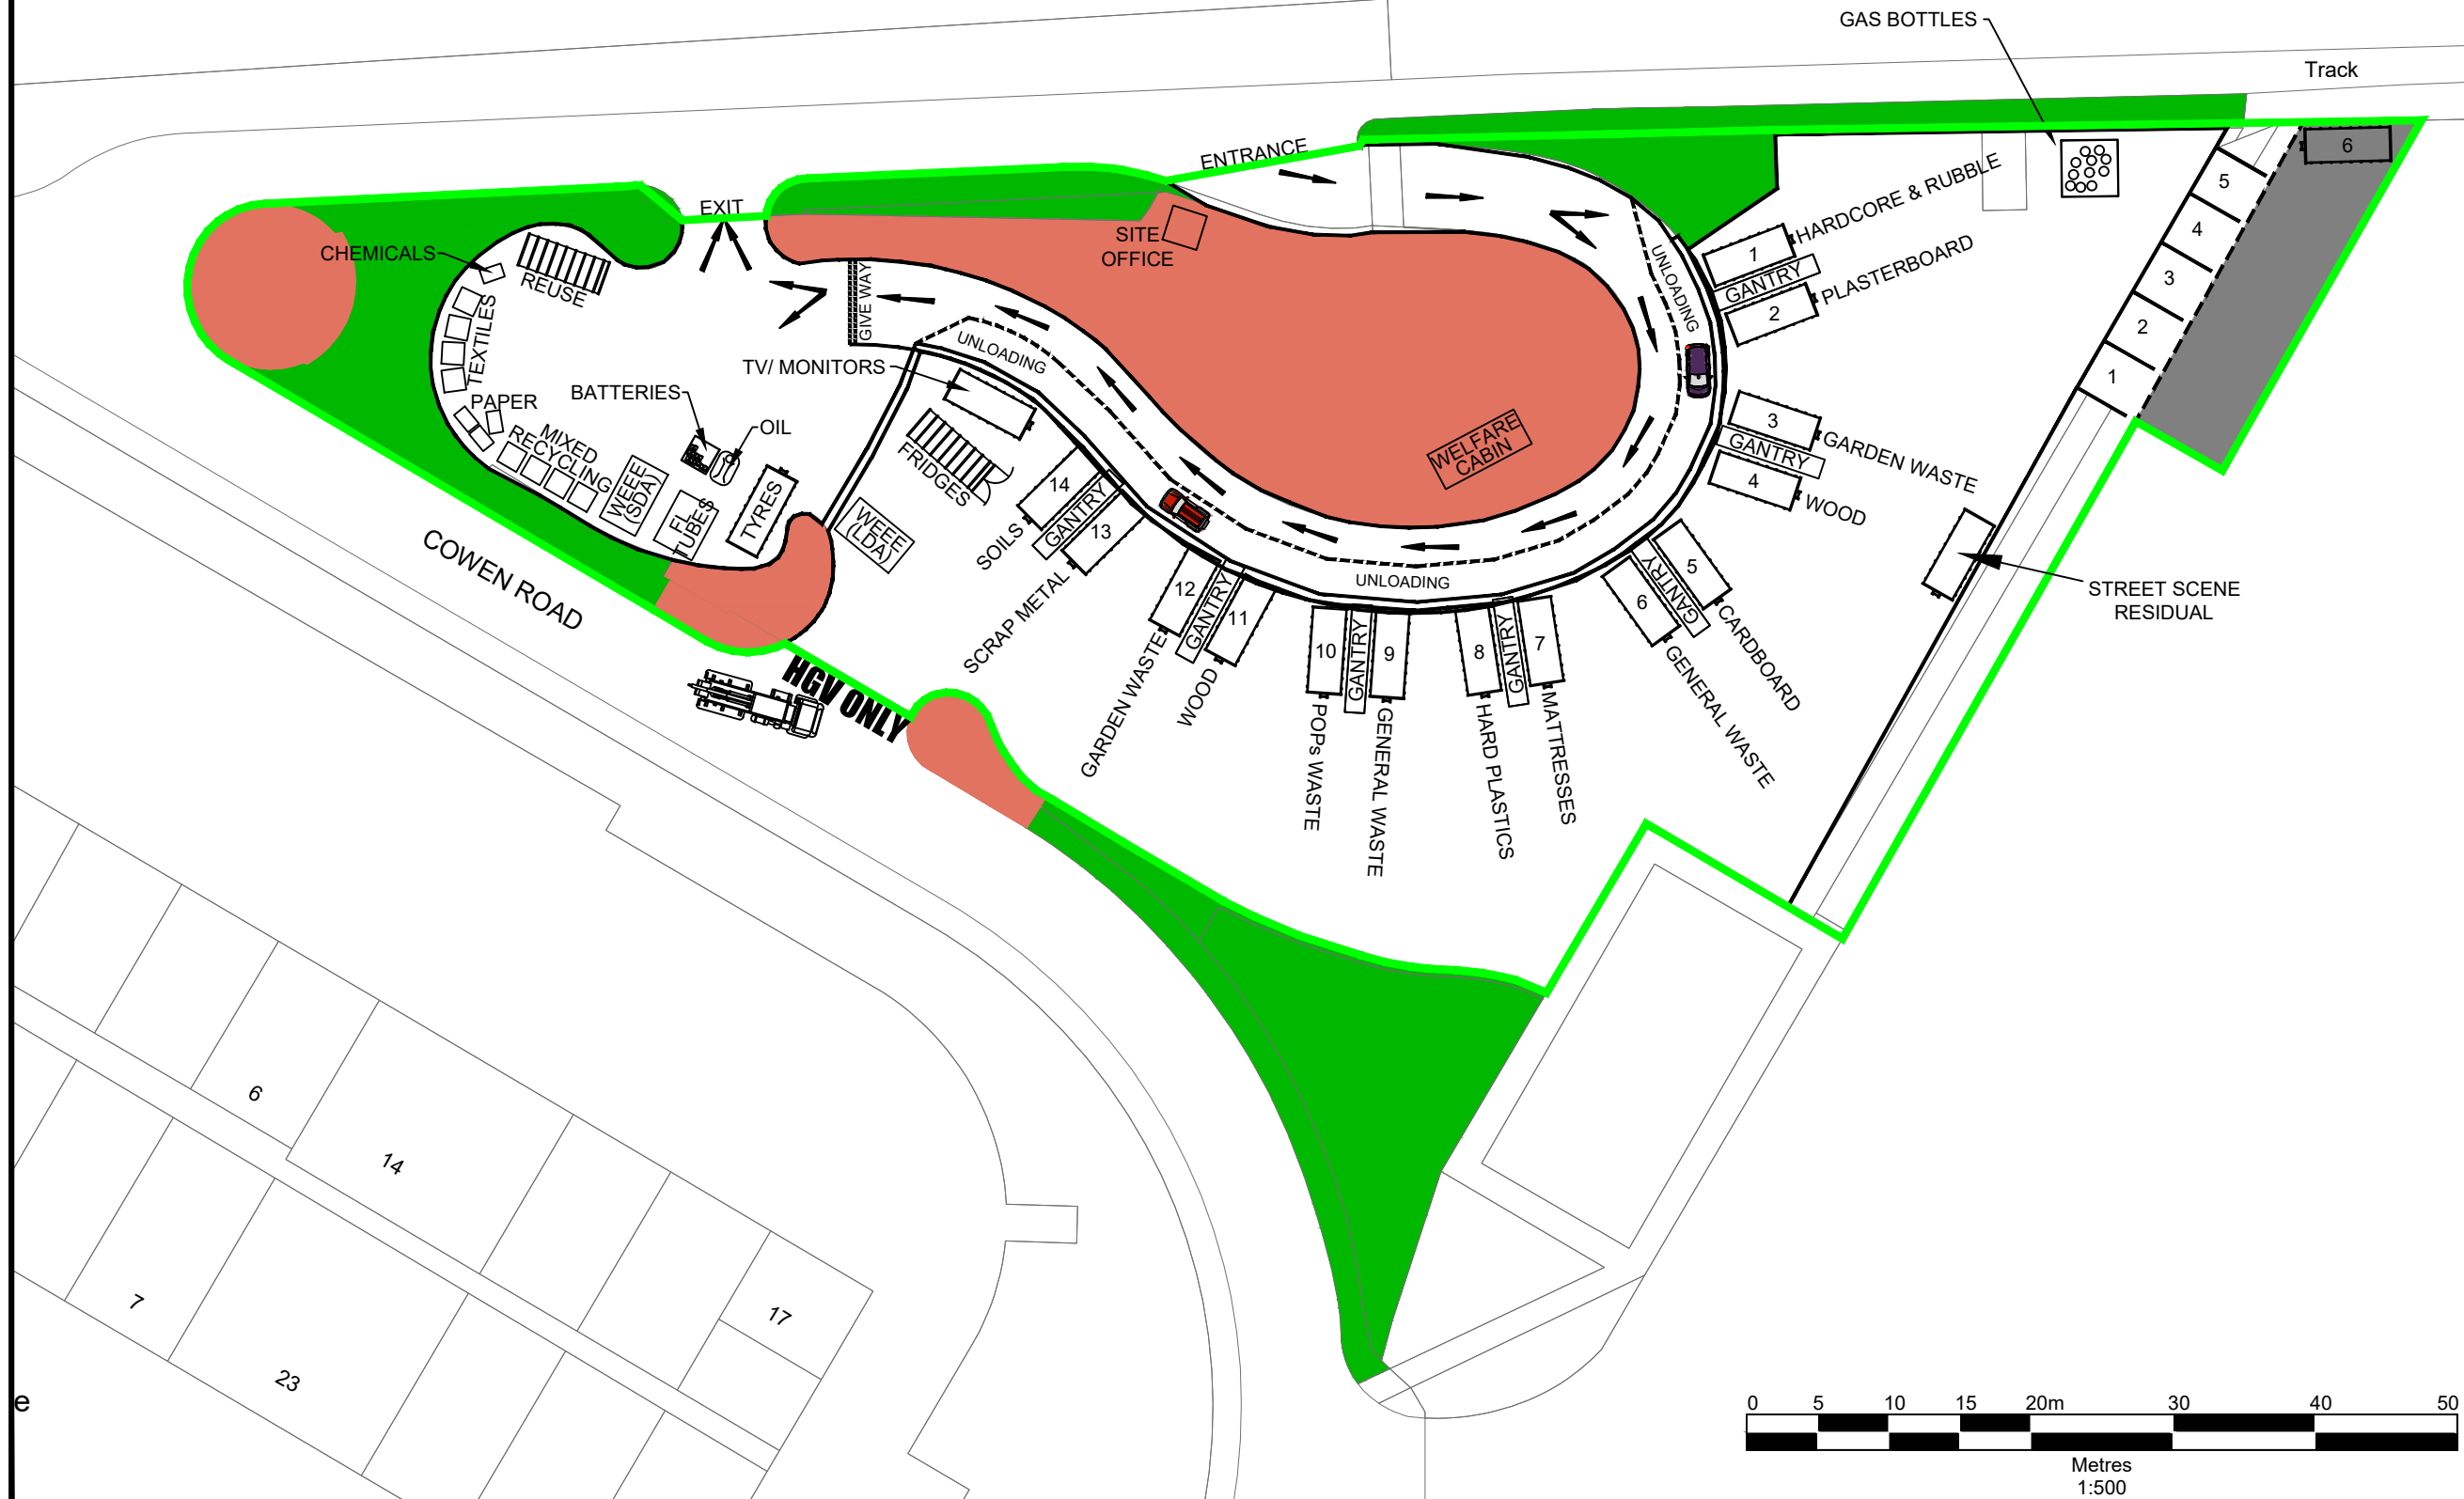 GAS BOTTLES
Track
ENTRANCE
EXIT
SITE
OFFICE
CHEMICALS
REUSE
TEXTILES
PAPER
MIXED
RECYCLING
WEEE
(SDA)
FL
TUBES
TYRES
BATTERIES
OIL
TV/ MONITORS
GIVE WAY
UNLOADING
FRIDGES
WEEE
(LDA)
WELFARE
CABIN
UNLOADING
UNLOADING
1
HARDCORE & RUBBLE
GANTRY
2
PLASTERBOARD
3
GARDEN WASTE
GANTRY
4
WOOD
5
CARDBOARD
GANTRY
6
GENERAL WASTE
7
MATTRESSES
GANTRY
8
HARD PLASTICS
9
GENERAL WASTE
GANTRY
10
POPs WASTE
11
WOOD
GANTRY
12
GARDEN WASTE
13
SCRAP METAL
GANTRY
14
SOILS
6
5
4
3
2
1
STREET SCENE
RESIDUAL
COWEN ROAD
HGV ONLY
6
14
7
23
17
e
0 5 10 15 20m 30 40 50
Metres
1:500